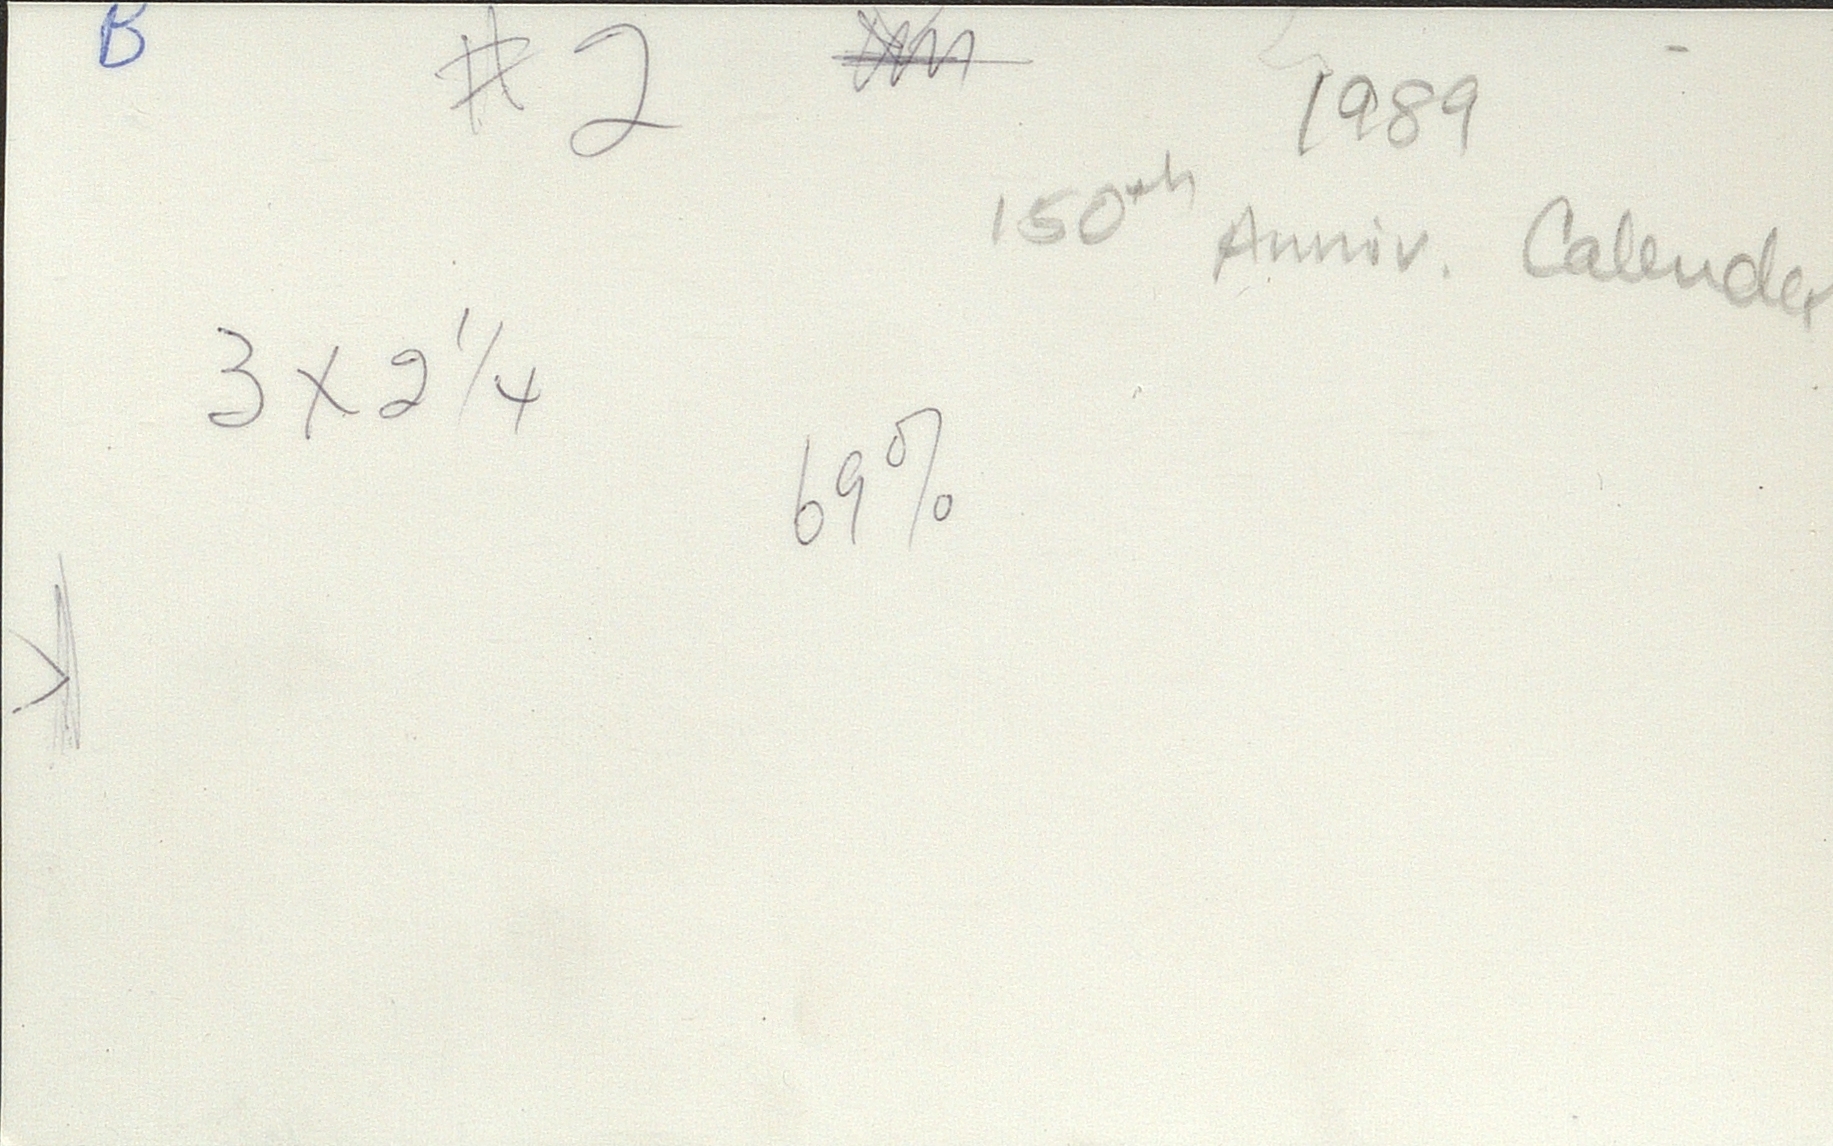 B #2
1989
150th Anniv. Calender
3 x 2 1/4
69%